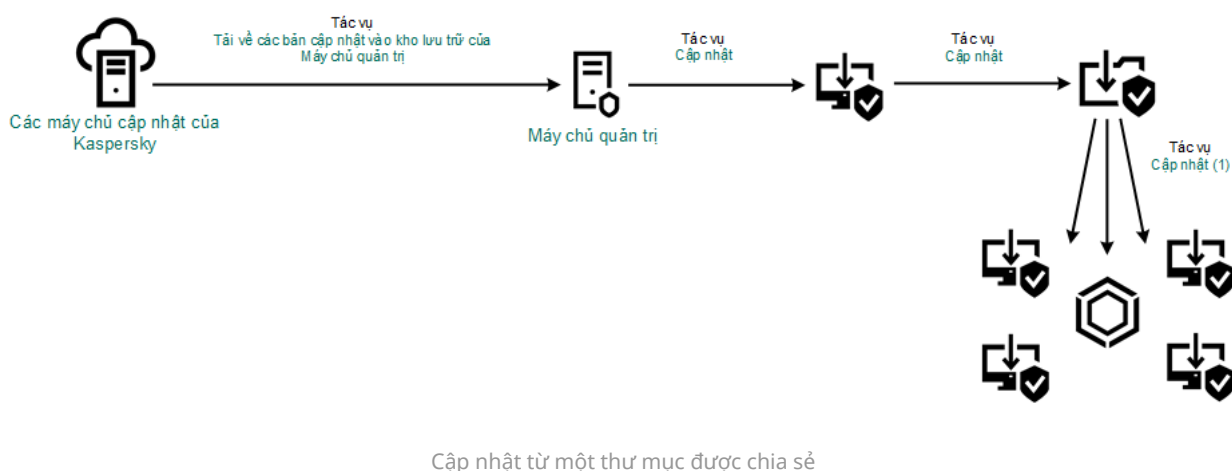 Tác vụ
Tải về các bản cập nhật vào kho lưu trữ của
Máy chủ quản trị
Tác vụ
Cập nhật
Tác vụ
Cập nhật
Các máy chủ cập nhật của
Kaspersky
Máy chủ quản trị
Tác vụ
Cập nhật (1)
Cập nhật từ một thư mục được chia sẻ